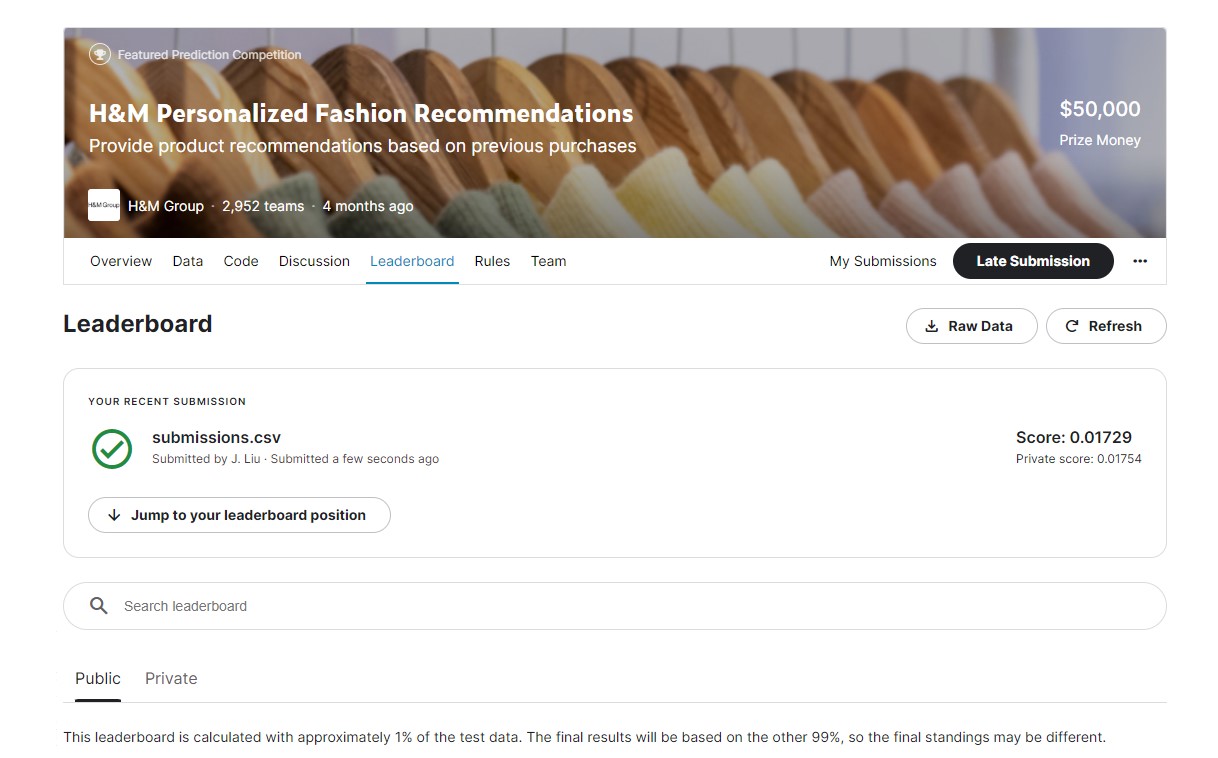 Featured Prediction Competition
H&M Personalized Fashion Recommendations
Provide product recommendations based on previous purchases
$50,000
Prize Money
H&M Group
H&M Group · 2,952 teams · 4 months ago
Overview Data Code Discussion Leaderboard Rules Team My Submissions Late Submission
Leaderboard
Raw Data Refresh
YOUR RECENT SUBMISSION
submissions.csv
Submitted by J. Liu · Submitted a few seconds ago
Score: 0.01729
Private score: 0.01754
Jump to your leaderboard position
Search leaderboard
Public Private
This leaderboard is calculated with approximately 1% of the test data. The final results will be based on the other 99%, so the final standings may be different.